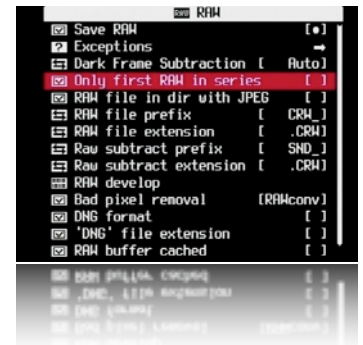 RAW RAW
Save RAW [•]
? Exceptions →
Dark Frame Subtraction [ Auto]
Only first RAW in series [ ]
RAW file in dir with JPEG [ ]
RAW file prefix [ CRW_]
RAW file extension [ .CRW]
Raw subtract prefix [ SND_]
Raw subtract extension [ .CRW]
RAW develop
Bad pixel removal [RAWconv]
DNG format [ ]
'DNG' file extension [ ]
RAW buffer cached [ ]